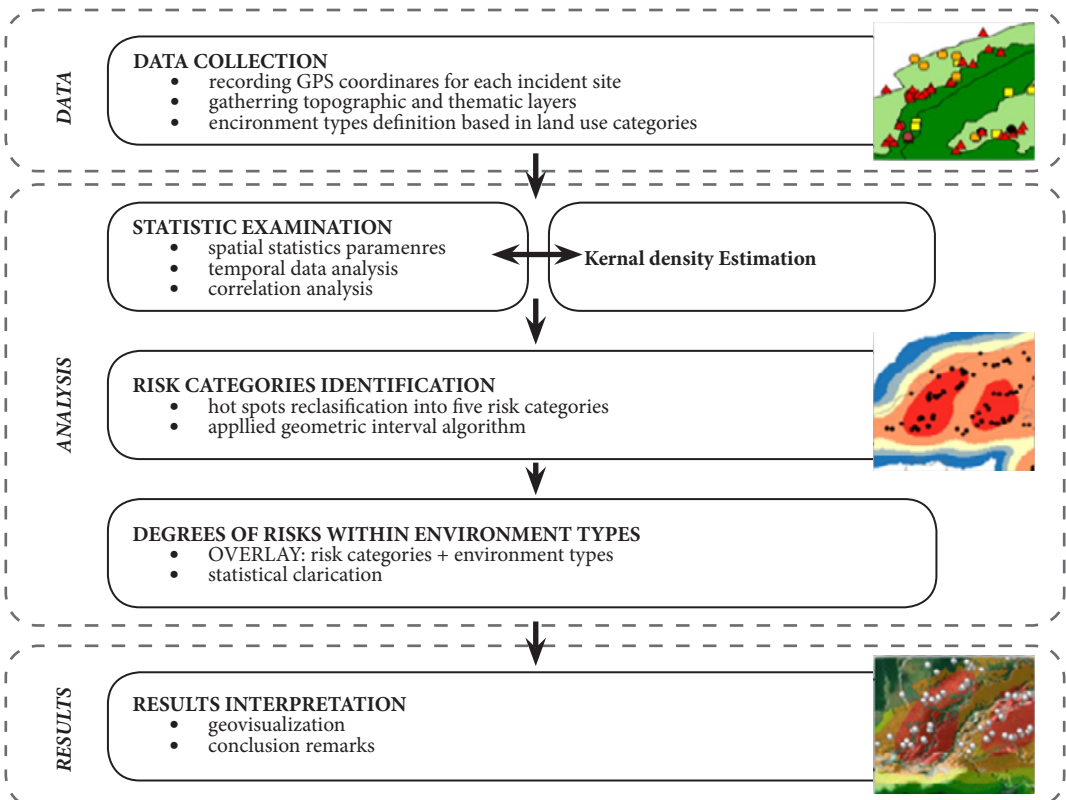 DATA
DATA COLLECTION
• recording GPS coordinares for each incident site
• gatherring topographic and thematic layers
• encironment types definition based in land use categories
ANALYSIS
STATISTIC EXAMINATION
• spatial statistics paramenres
• temporal data analysis
• correlation analysis
Kernal density Estimation
RISK CATEGORIES IDENTIFICATION
• hot spots reclasification into five risk categories
• appllied geometric interval algorithm
DEGREES OF RISKS WITHIN ENVIRONMENT TYPES
• OVERLAY: risk categories + environment types
• statistical clarication
RESULTS
RESULTS INTERPRETATION
• geovisualization
• conclusion remarks